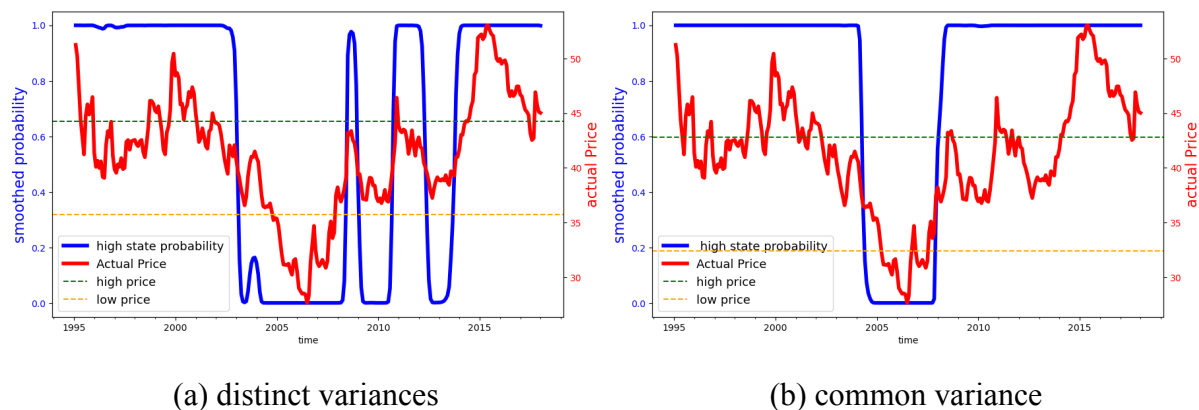 smoothed probability
1.0
0.8
0.6
0.4
0.2
0.0
high state probability
Actual Price
high price
low price
1995
2000
2005
2010
2015
time
50
45
40
35
30
actual Price
(a) distinct variances
smoothed probability
1.0
0.8
0.6
0.4
0.2
0.0
high state probability
Actual Price
high price
low price
1995
2000
2005
2010
2015
time
50
45
40
35
30
actual Price
(b) common variance